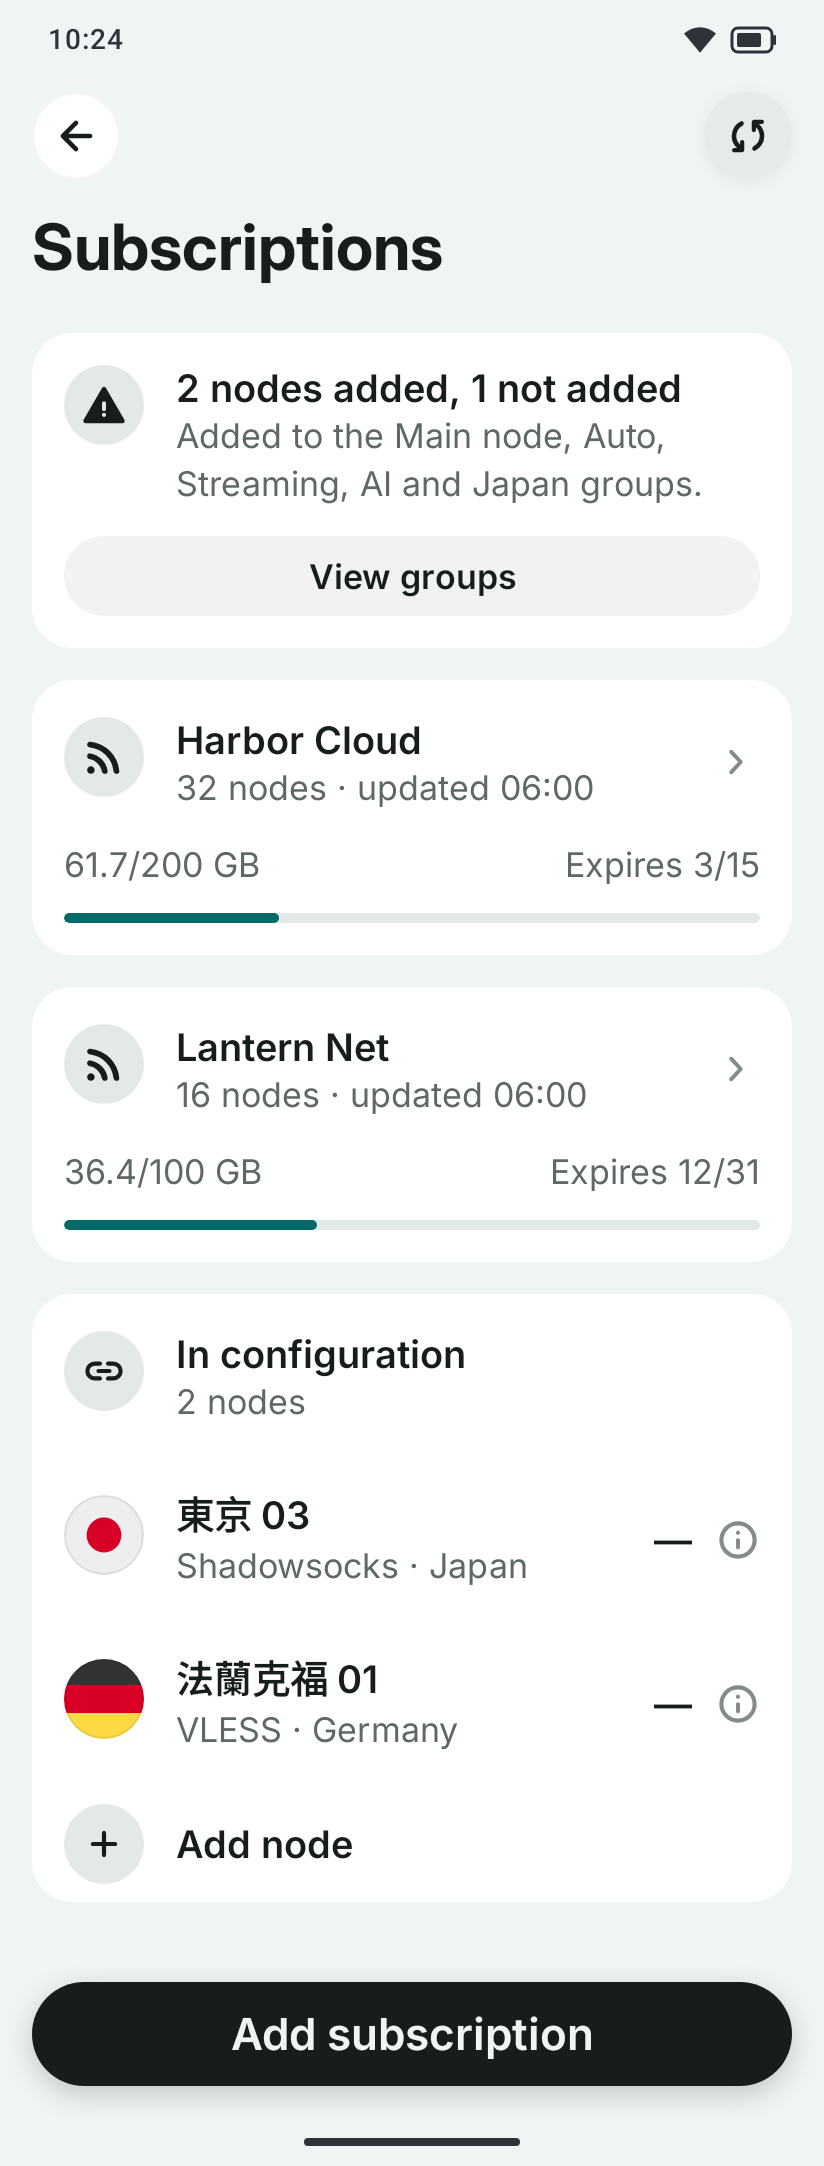 10:24
Subscriptions
2 nodes added, 1 not added
Added to the Main node, Auto,
Streaming, AI and Japan groups.
View groups
Harbor Cloud
32 nodes · updated 06:00
61.7/200 GB
Expires 3/15
Lantern Net
16 nodes · updated 06:00
36.4/100 GB
Expires 12/31
In configuration
2 nodes
東京 03
Shadowsocks · Japan
—
法蘭克福 01
VLESS · Germany
—
Add node
Add subscription